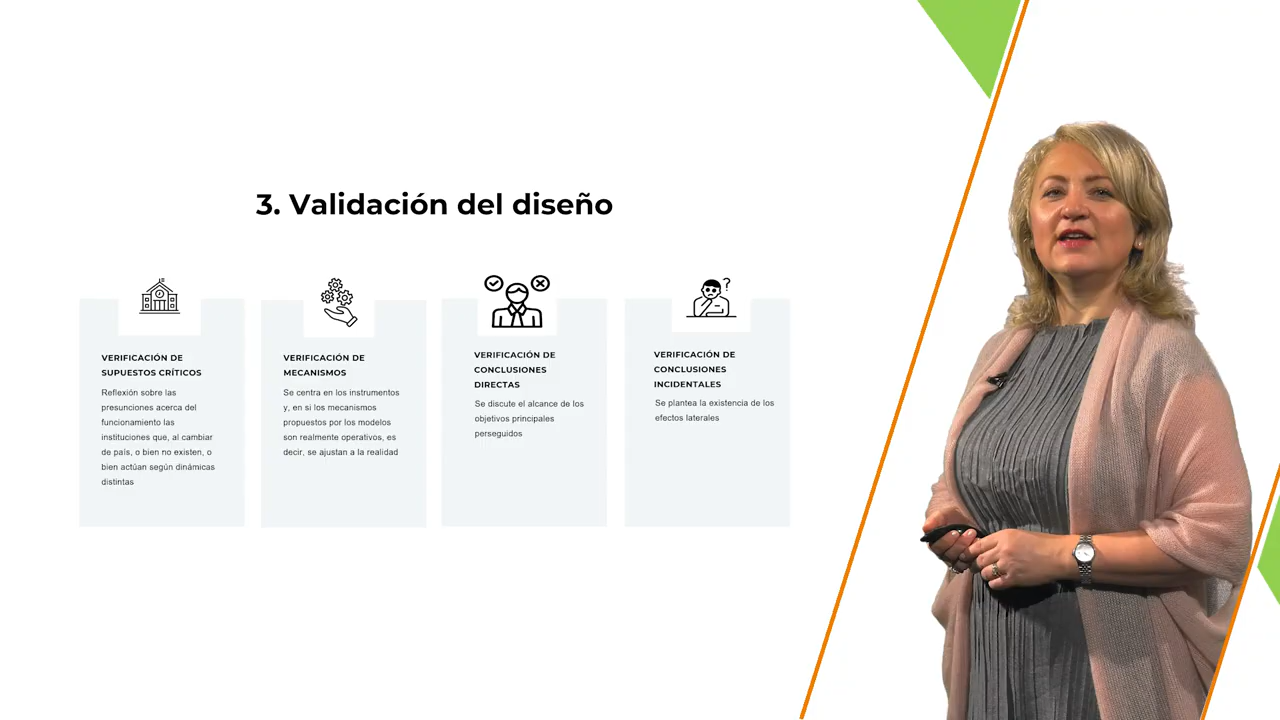 3. Validación del diseño
VERIFICACIÓN DE
SUPUESTOS CRÍTICOS
Reflexión sobre las
presunciones acerca del
funcionamiento las
instituciones que, al cambiar
de país, o bien no existen, o
bien actúan según dinámicas
distintas
VERIFICACIÓN DE
MECANISMOS
Se centra en los instrumentos
y, en si los mecanismos
propuestos por los modelos
son realmente operativos, es
decir, se ajustan a la realidad
VERIFICACIÓN DE
CONCLUSIONES
DIRECTAS
Se discute el alcance de los
objetivos principales
perseguidos
VERIFICACIÓN DE
CONCLUSIONES
INCIDENTALES
Se plantea la existencia de los
efectos laterales